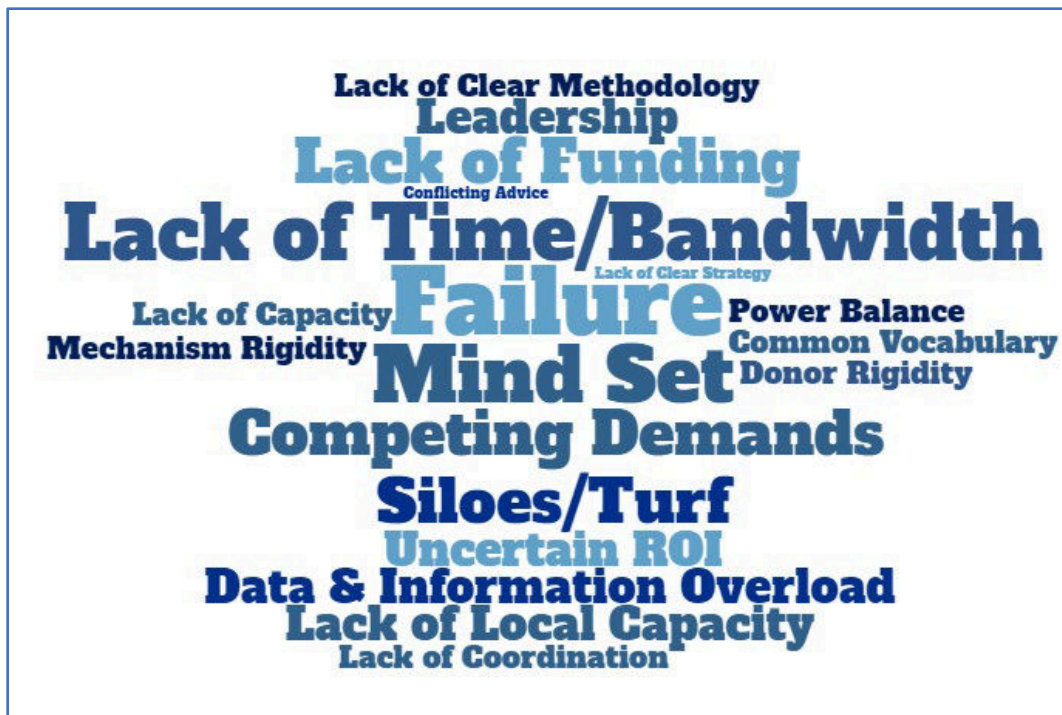 Lack of Clear Methodology
Leadership
Lack of Funding
Conflicting Advice
Lack of Time/Bandwidth
Lack of Clear Strategy
Failure
Lack of Capacity
Power Balance
Mechanism Rigidity
Common Vocabulary
Mind Set
Donor Rigidity
Competing Demands
Siloes/Turf
Uncertain ROI
Data & Information Overload
Lack of Local Capacity
Lack of Coordination